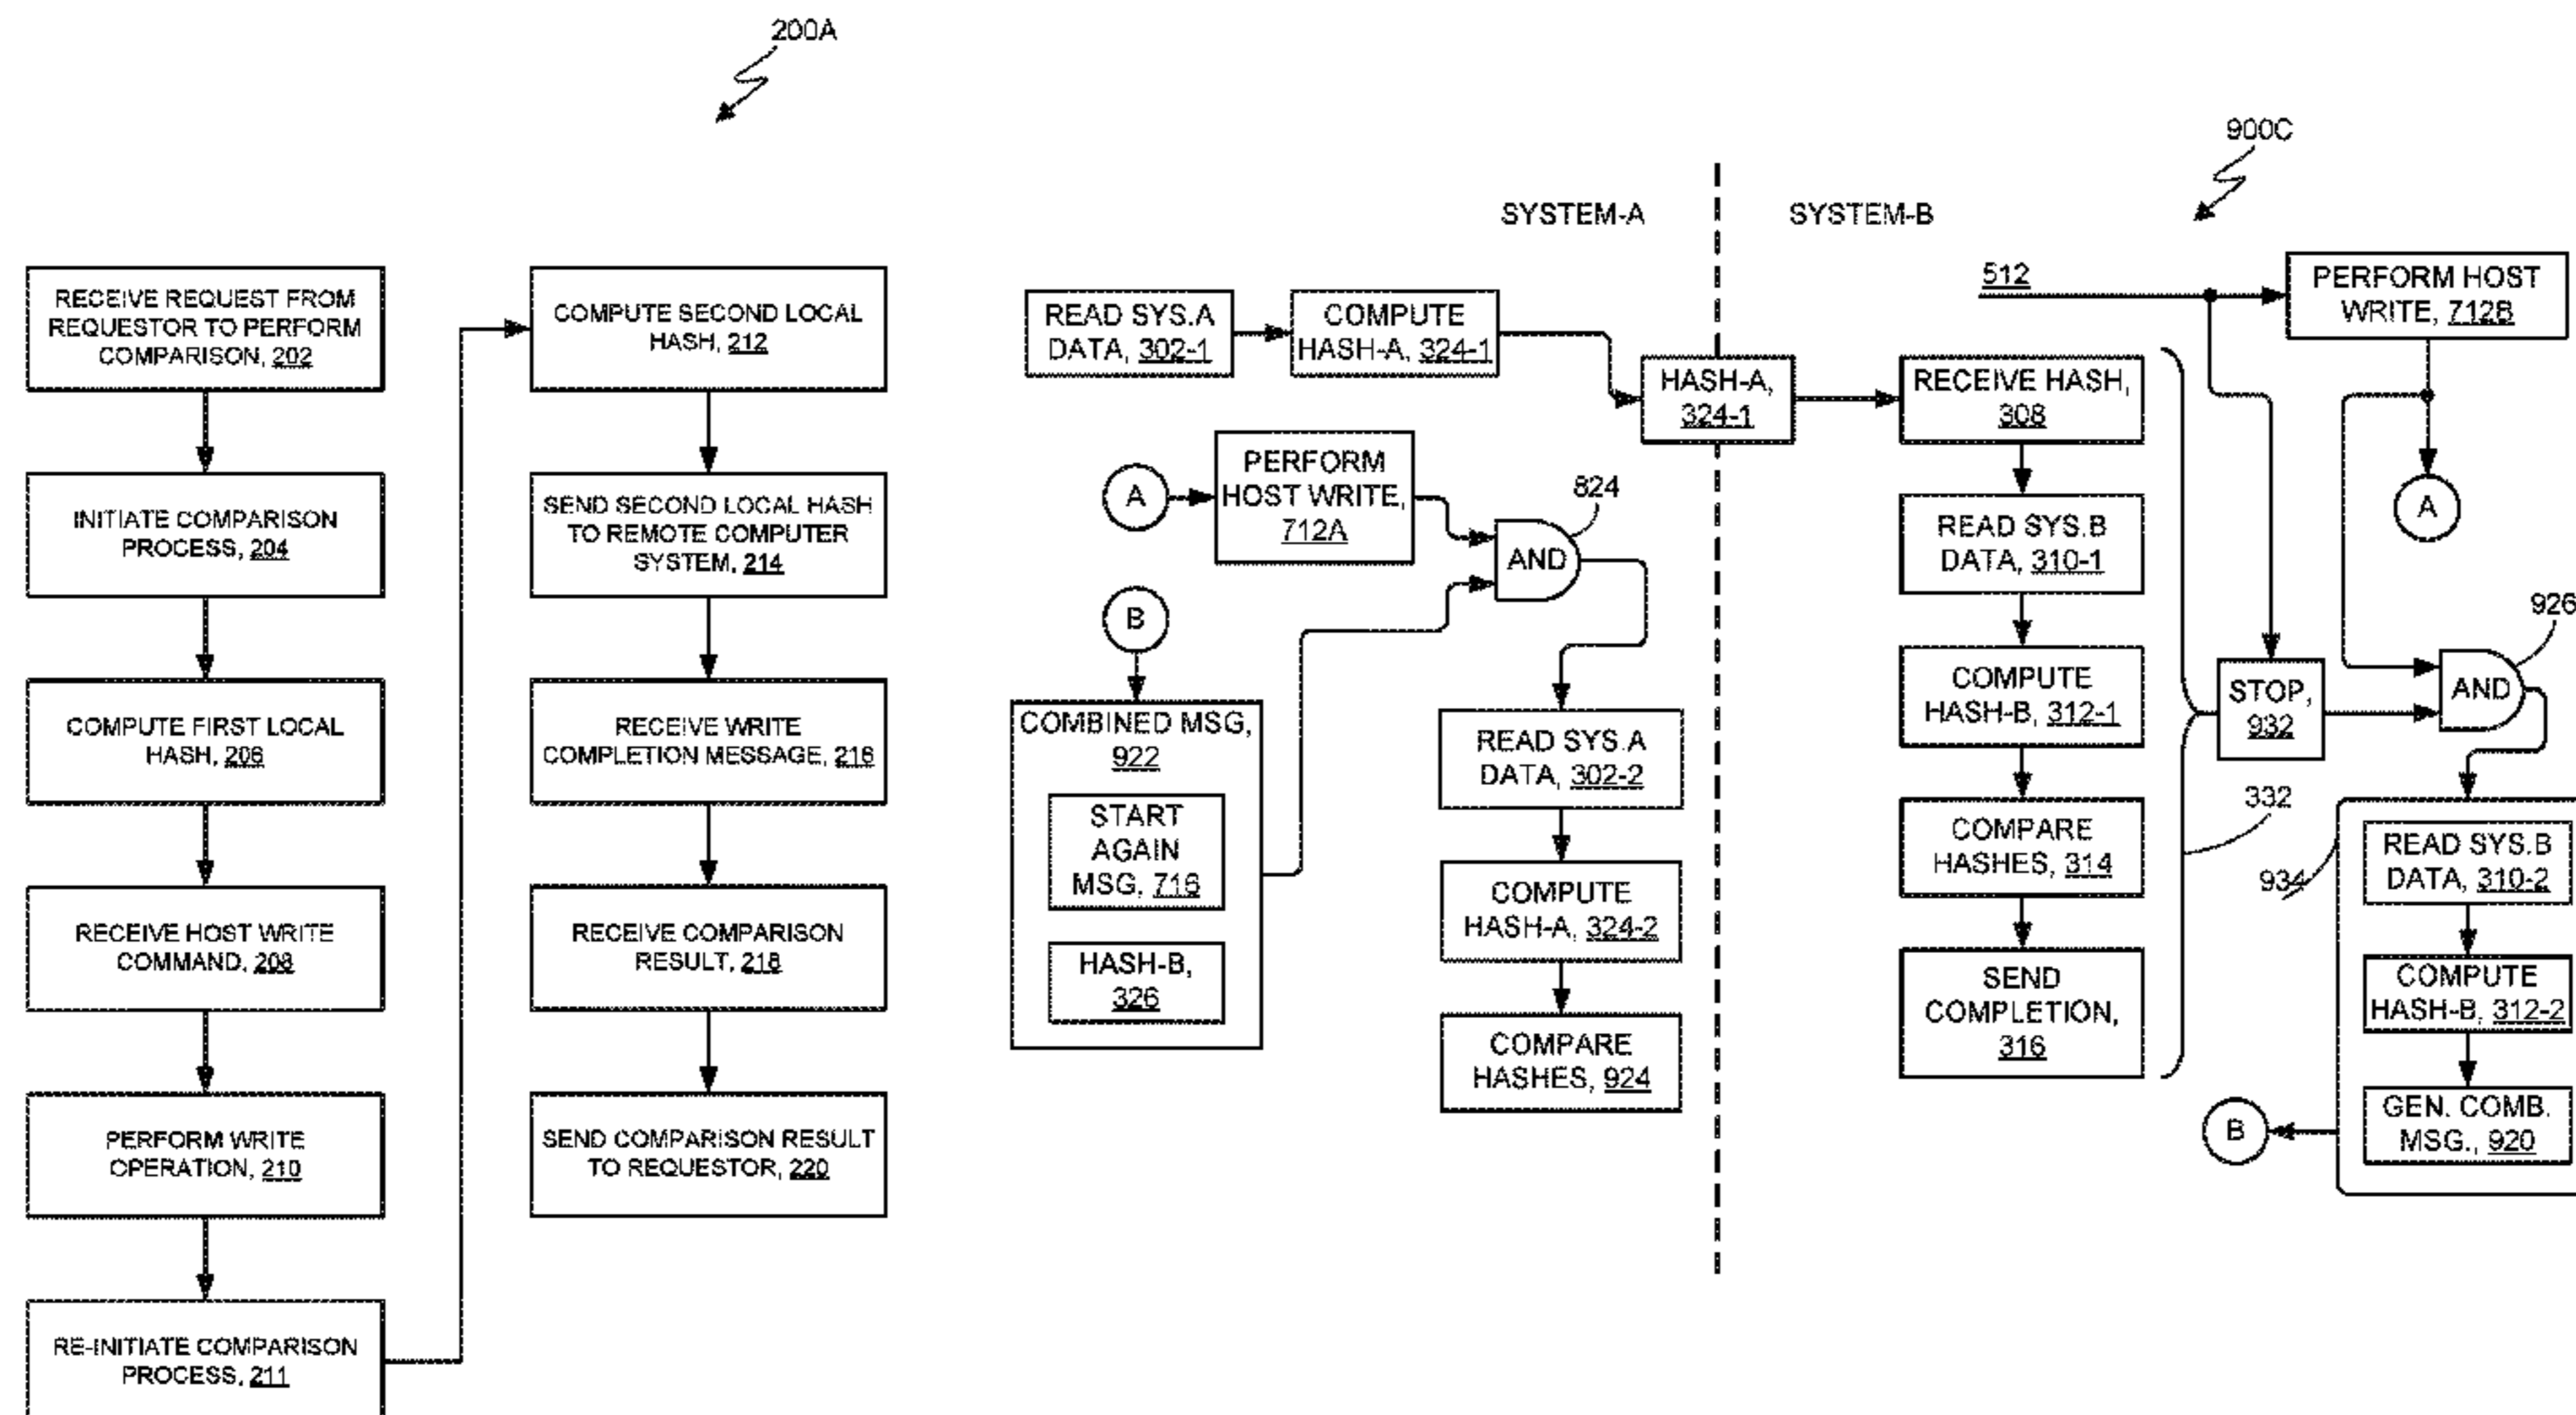 200A
RECEIVE REQUEST FROM
REQUESTOR TO PERFORM
COMPARISON, 202
INITIATE COMPARISON
PROCESS, 204
COMPUTE FIRST LOCAL
HASH, 206
RECEIVE HOST WRITE
COMMAND, 208
PERFORM WRITE
OPERATION, 210
RE-INITIATE COMPARISON
PROCESS, 211
COMPUTE SECOND LOCAL
HASH, 212
SEND SECOND LOCAL HASH
TO REMOTE COMPUTER
SYSTEM, 214
RECEIVE WRITE
COMPLETION MESSAGE, 216
RECEIVE COMPARISON
RESULT, 218
SEND COMPARISON RESULT
TO REQUESTOR, 220
900C
SYSTEM-A
SYSTEM-B
READ SYS.A
DATA, 302-1
COMPUTE
HASH-A, 324-1
HASH-A,
324-1
A
PERFORM
HOST WRITE,
712A
824
AND
B
COMBINED MSG,
922
START
AGAIN
MSG, 716
HASH-B,
326
READ SYS.A
DATA, 302-2
COMPUTE
HASH-A, 324-2
COMPARE
HASHES, 924
512
PERFORM HOST
WRITE, 712B
RECEIVE HASH,
308
READ SYS.B
DATA, 310-1
COMPUTE
HASH-B, 312-1
COMPARE
HASHES, 314
SEND
COMPLETION,
316
332
STOP,
932
A
926
AND
934
READ SYS.B
DATA, 310-2
COMPUTE
HASH-B, 312-2
GEN. COMB.
MSG., 920
B